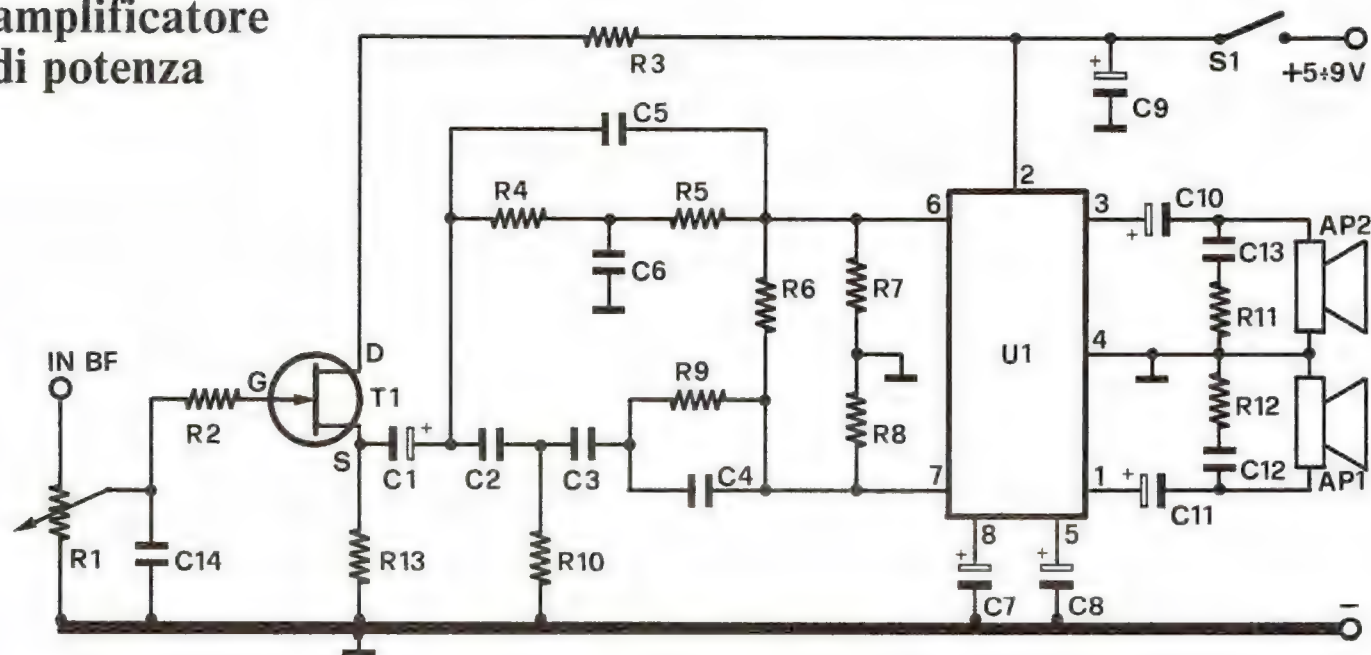 amplificatore
di potenza
R3
S1
+5÷9V
+
C9
C5
R4
R5
C6
R6
R7
R8
2
6
3
C10
+
AP2
C13
R11
U1
4
R12
C12
AP1
7
1
+
C11
8
5
+
C7
+
C8
IN BF
R1
C14
R2
G
D
T1
S
C1
+
C2
C3
R9
C4
R13
R10
−